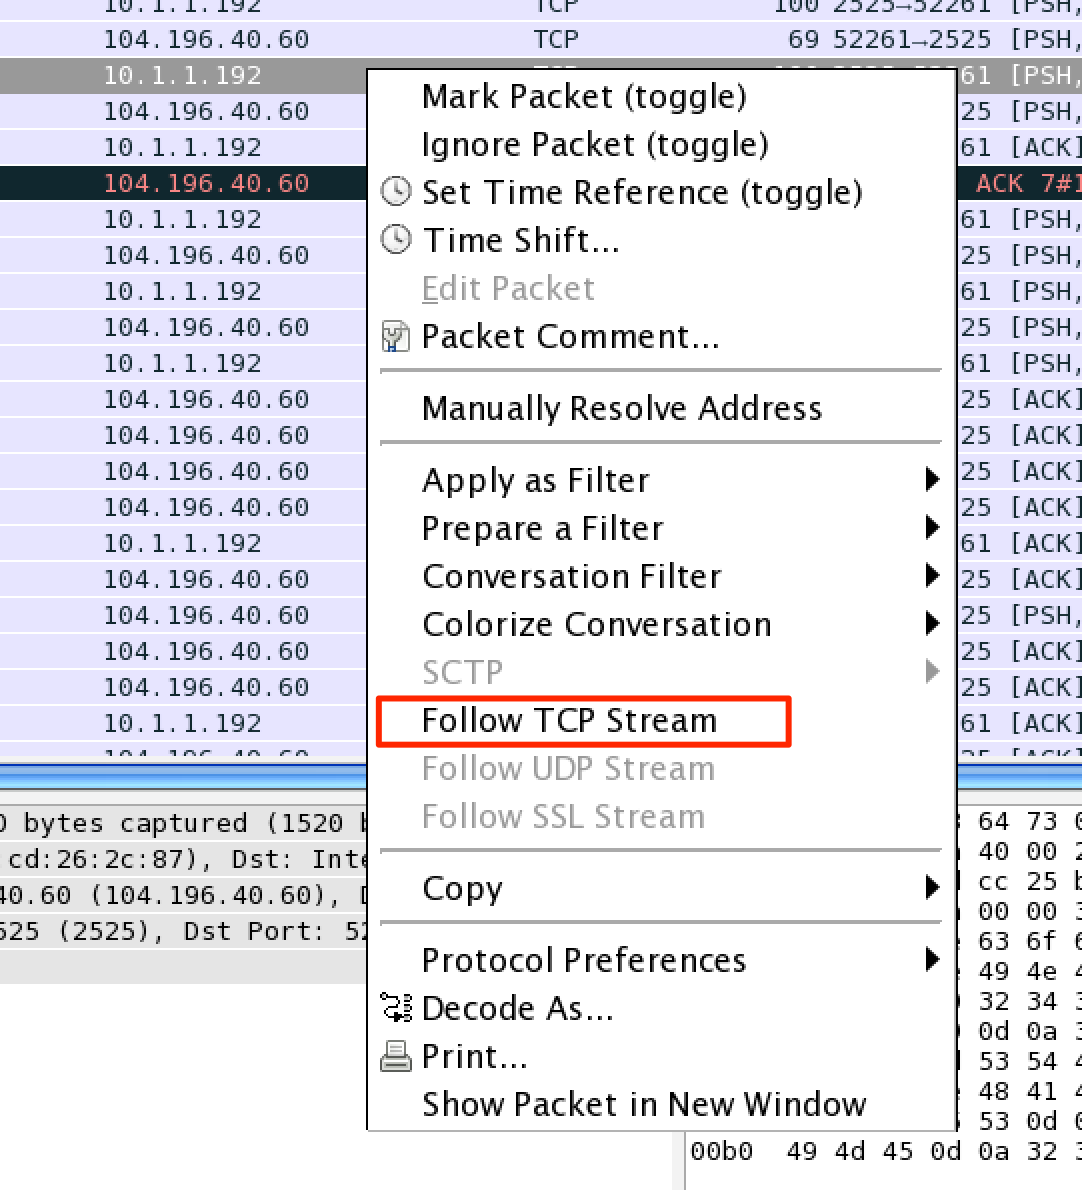 10.1.1.192 TCP 100 2525→52261 [PSH,
104.196.40.60 TCP 69 52261→2525 [PSH,
10.1.1.192 61 [PSH,
104.196.40.60 25 [PSH,
10.1.1.192 61 [ACK]
104.196.40.60 ACK 7#1
10.1.1.192 61 [PSH,
104.196.40.60 25 [PSH,
10.1.1.192 61 [PSH,
104.196.40.60 25 [PSH,
10.1.1.192 61 [PSH,
104.196.40.60 25 [ACK]
104.196.40.60 25 [ACK]
104.196.40.60 25 [ACK]
104.196.40.60 25 [ACK]
10.1.1.192 61 [ACK]
104.196.40.60 25 [ACK]
104.196.40.60 25 [PSH,
104.196.40.60 25 [ACK]
104.196.40.60 25 [ACK]
10.1.1.192 61 [ACK]
Mark Packet (toggle)
Ignore Packet (toggle)
Set Time Reference (toggle)
Time Shift...
Edit Packet
Packet Comment...
Manually Resolve Address
Apply as Filter
Prepare a Filter
Conversation Filter
Colorize Conversation
SCTP
Follow TCP Stream
Follow UDP Stream
Follow SSL Stream
Copy
Protocol Preferences
Decode As...
Print...
Show Packet in New Window
0 bytes captured (1520 b
cd:26:2c:87), Dst: Inte
40.60 (104.196.40.60), D
525 (2525), Dst Port: 52
64 73
40 00 2
cc 25 b
00 00 3
63 6f 6
49 4e 4
32 34 3
0d 0a 3
53 54 4
48 41 4
53 0d 0
00b0 49 4d 45 0d 0a 32 3